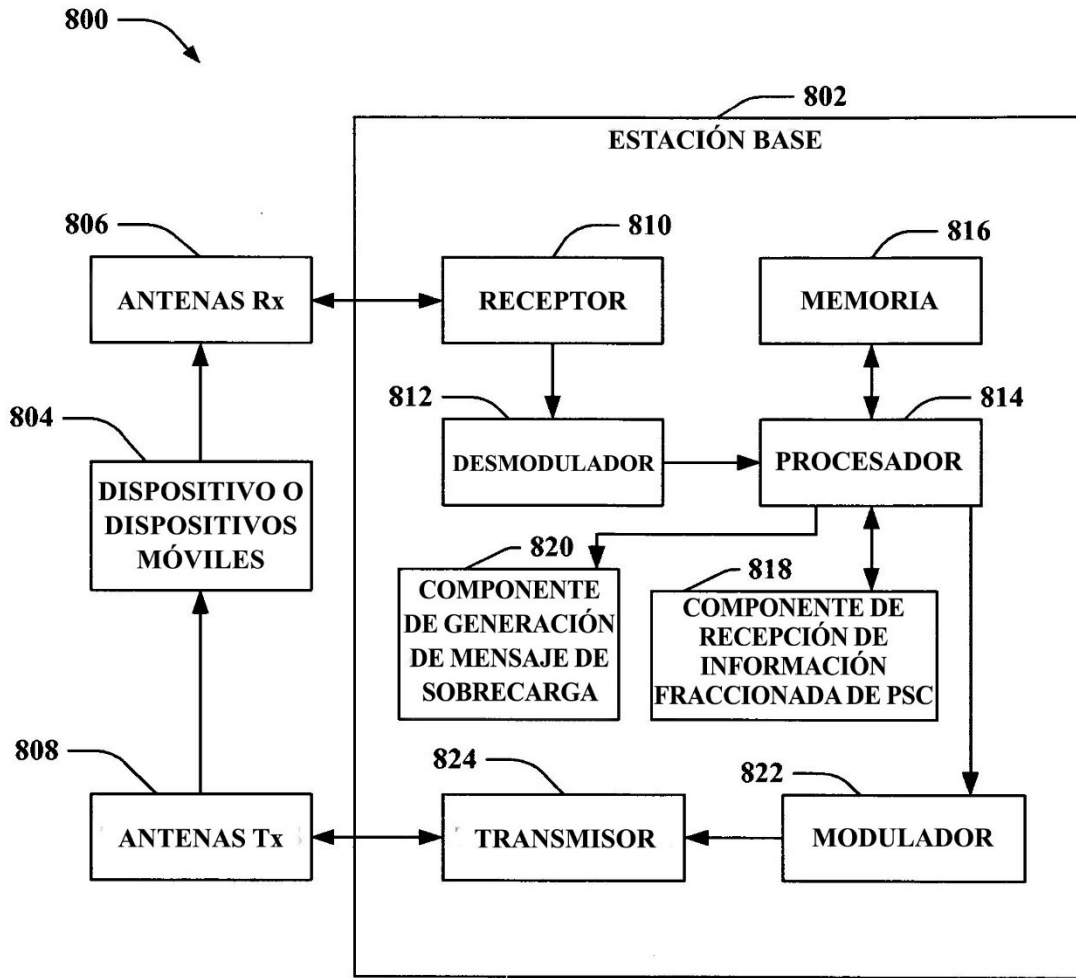 800
802
ESTACIÓN BASE
806
810
816
ANTENAS Rx
RECEPTOR
MEMORIA
804
812
814
DISPOSITIVO O
DISPOSITIVOS
MÓVILES
DESMODULADOR
PROCESADOR
820
818
COMPONENTE
DE GENERACIÓN
DE MENSAJE DE
SOBRECARGA
COMPONENTE DE
RECEPCIÓN DE
INFORMACIÓN
FRACCIONADA DE PSC
808
824
822
ANTENAS Tx
TRANSMISOR
MODULADOR